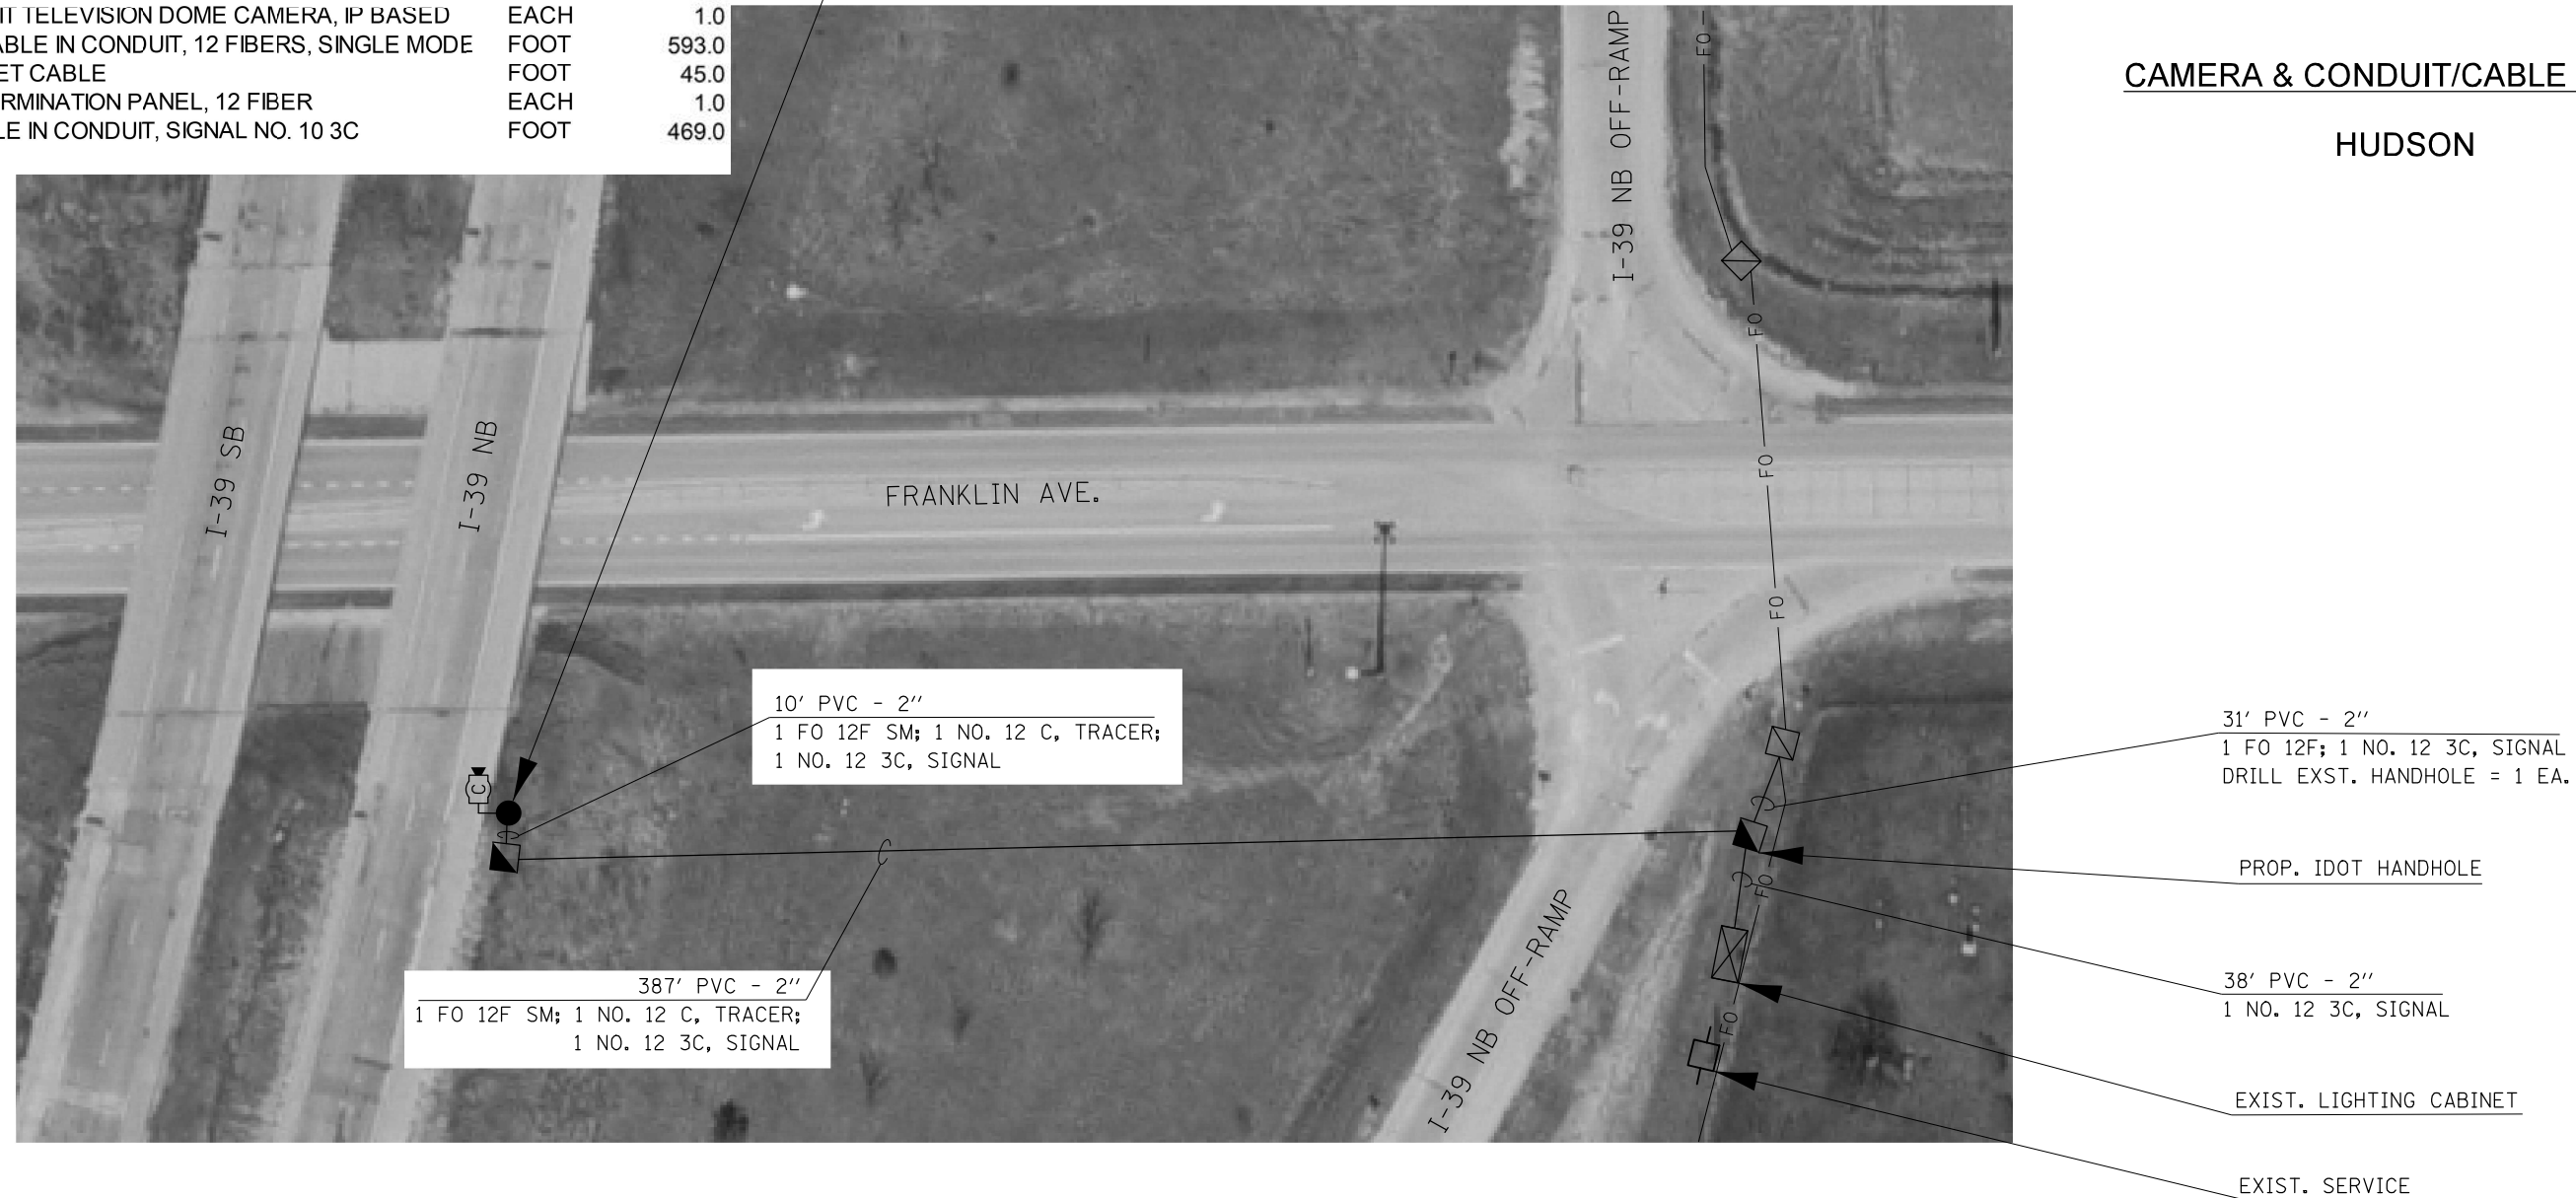 IT TELEVISION DOME CAMERA, IP BASED EACH 1.0
ABLE IN CONDUIT, 12 FIBERS, SINGLE MODE FOOT 593.0
ET CABLE FOOT 45.0
RMINATION PANEL, 12 FIBER EACH 1.0
LE IN CONDUIT, SIGNAL NO. 10 3C FOOT 469.0
CAMERA & CONDUIT/CABLE
HUDSON
I-39 NB OFF-RAMP
FO
FO
FO
FO
I-39 SB
I-39 NB
FRANKLIN AVE.
10' PVC - 2"
1 FO 12F SM; 1 NO. 12 C, TRACER;
1 NO. 12 3C, SIGNAL
C
31' PVC - 2"
1 FO 12F; 1 NO. 12 3C, SIGNAL
DRILL EXST. HANDHOLE = 1 EA.
PROP. IDOT HANDHOLE
FO
387' PVC - 2"
1 FO 12F SM; 1 NO. 12 C, TRACER;
1 NO. 12 3C, SIGNAL
I-39 NB OFF-RAMP
FO
38' PVC - 2"
1 NO. 12 3C, SIGNAL
EXIST. LIGHTING CABINET
EXIST. SERVICE